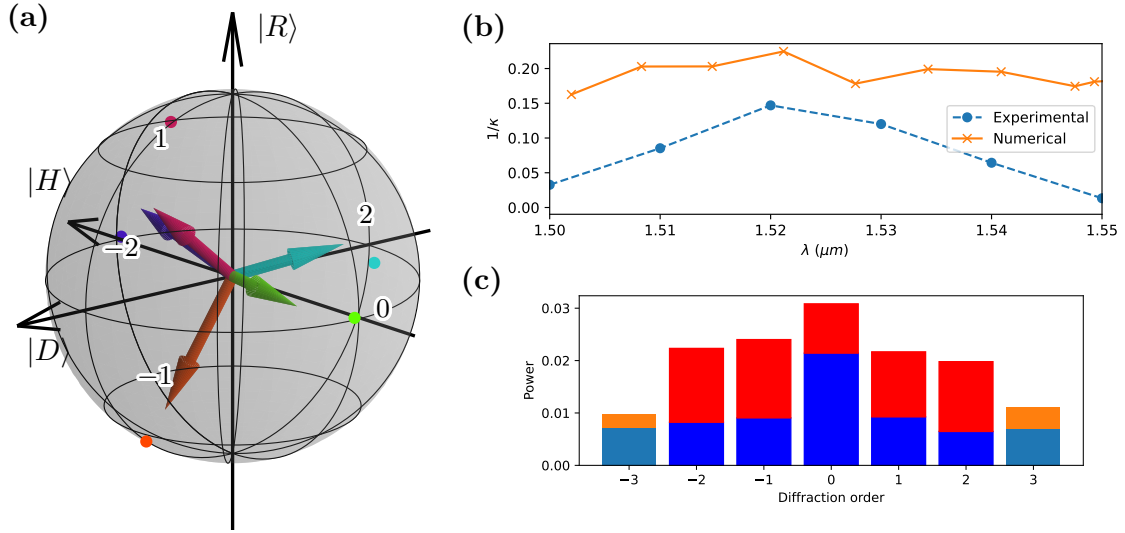 (a)
|R⟩
1
|H⟩
−2
2
0
|D⟩
−1
(b)
0.20
0.15
0.10
0.05
0.00
1/κ
Experimental
Numerical
1.50 1.51 1.52 1.53 1.54 1.55
λ (μm)
(c)
0.03
0.02
0.01
0.00
Power
−3 −2 −1 0 1 2 3
Diffraction order